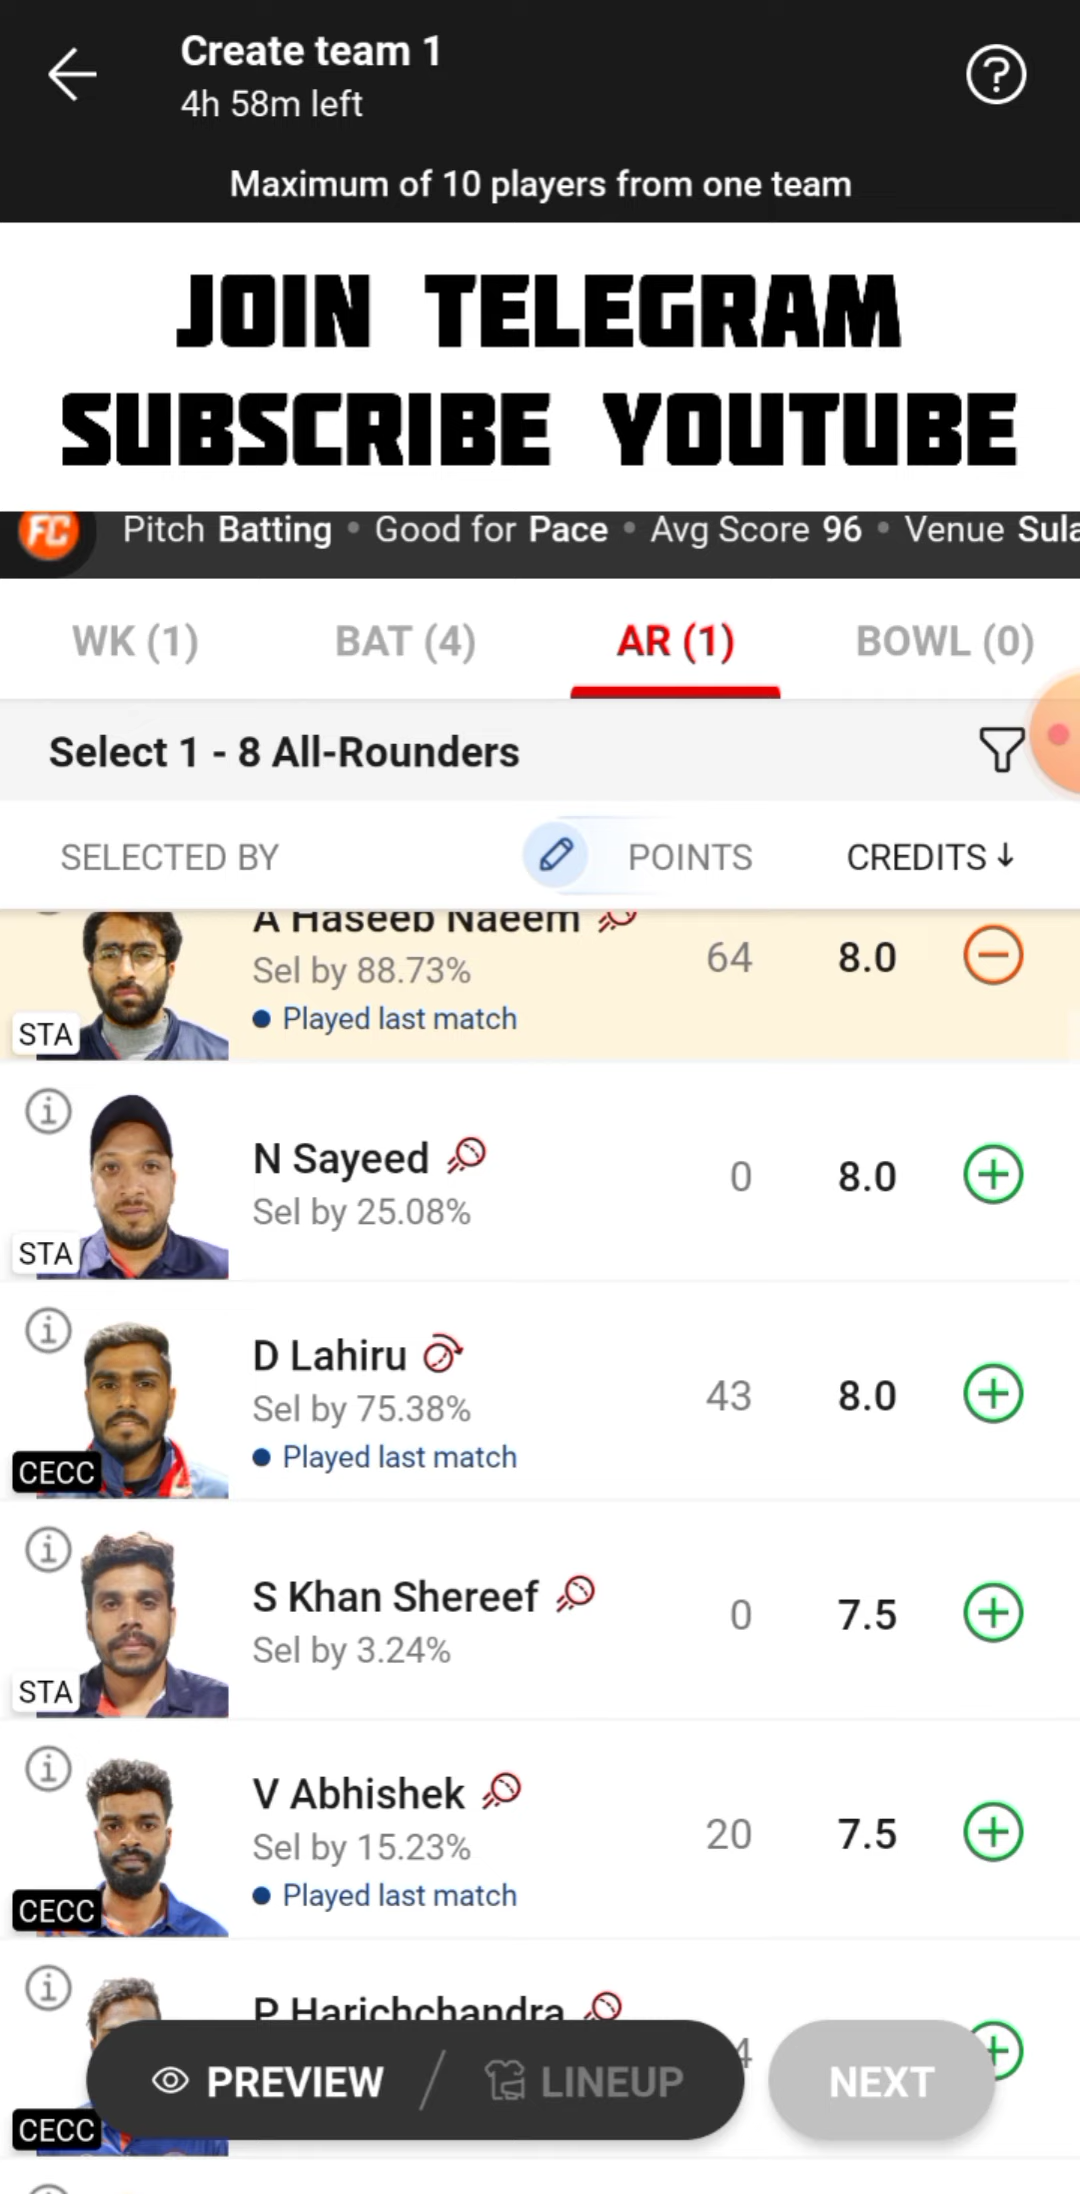 Create team 1
4h 58m left
Maximum of 10 players from one team
JOIN TELEGRAM
SUBSCRIBE YOUTUBE
FC Pitch Batting • Good for Pace • Avg Score 96 • Venue Sula
WK (1) BAT (4) AR (1) BOWL (0)
Select 1 - 8 All-Rounders
SELECTED BY POINTS CREDITS ↓
A Haseeb Naeem
Sel by 88.73% 64 8.0
• Played last match
STA
N Sayeed
Sel by 25.08% 0 8.0
STA
D Lahiru
Sel by 75.38% 43 8.0
• Played last match
CECC
S Khan Shereef
Sel by 3.24% 0 7.5
STA
V Abhishek
Sel by 15.23% 20 7.5
• Played last match
CECC
P Harichchandra
PREVIEW / LINEUP NEXT
CECC